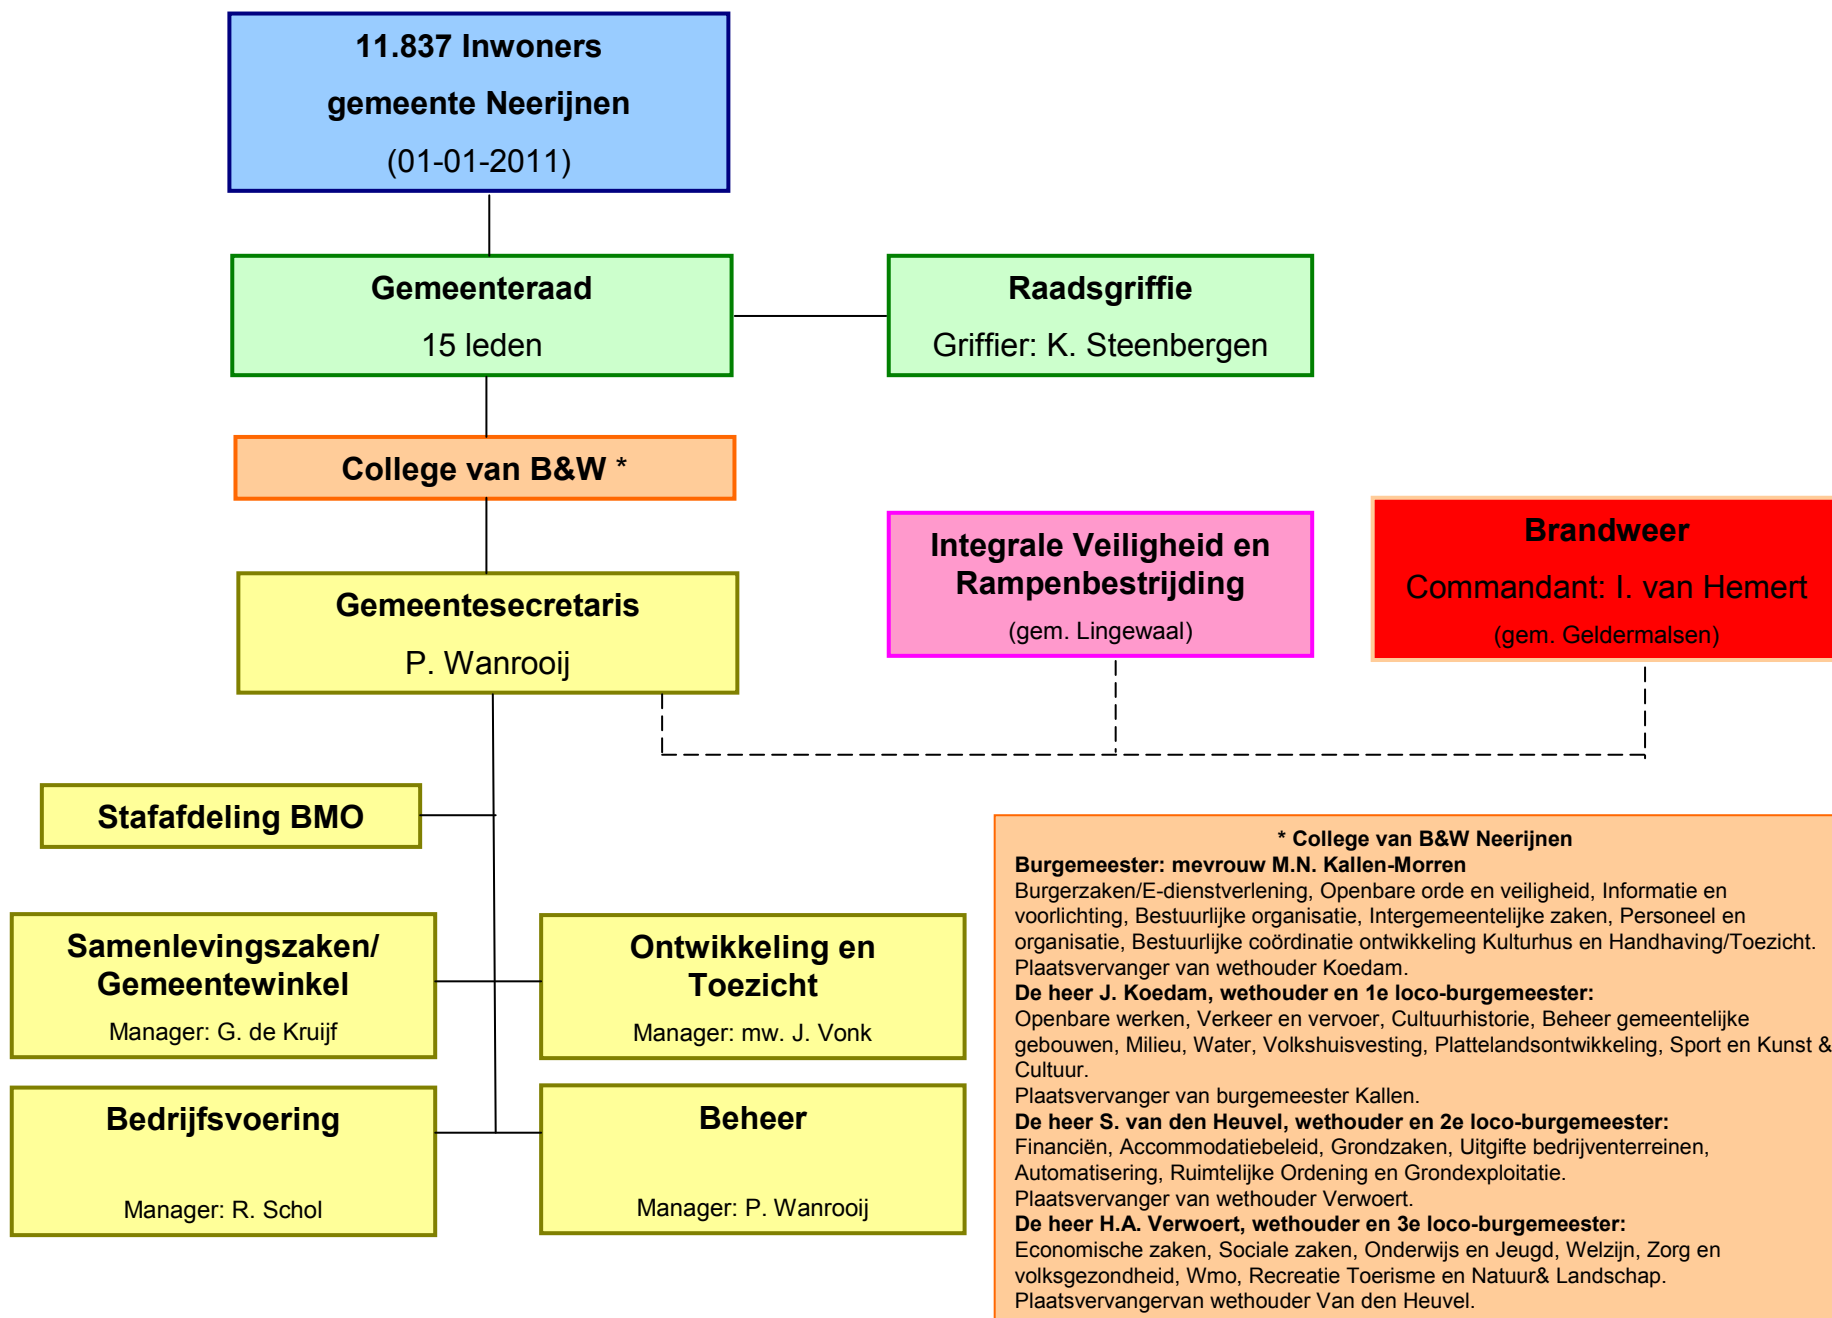 11.837 Inwoners
gemeente Neerijnen
(01-01-2011)
Gemeenteraad
15 leden
Raadsgriffie
Griffier: K. Steenbergen
College van B&W *
Integrale Veiligheid en
Rampenbestrijding
(gem. Lingewaal)
Brandweer
Commandant: I. van Hemert
(gem. Geldermalsen)
Gemeentesecretaris
P. Wanrooij
Stafafdeling BMO
Samenlevingszaken/
Gemeentewinkel
Manager: G. de Kruijf
Ontwikkeling en
Toezicht
Manager: mw. J. Vonk
Bedrijfsvoering
Manager: R. Schol
Beheer
Manager: P. Wanrooij
* College van B&W Neerijnen
Burgemeester: mevrouw M.N. Kallen-Morren
Burgerzaken/E-dienstverlening, Openbare orde en veiligheid, Informatie en
voorlichting, Bestuurlijke organisatie, Intergemeentelijke zaken, Personeel en
organisatie, Bestuurlijke coördinatie ontwikkeling Kulturhus en Handhaving/Toezicht.
Plaatsvervanger van wethouder Koedam.
De heer J. Koedam, wethouder en 1e loco-burgemeester:
Openbare werken, Verkeer en vervoer, Cultuurhistorie, Beheer gemeentelijke
gebouwen, Milieu, Water, Volkshuisvesting, Plattelandsontwikkeling, Sport en Kunst &
Cultuur.
Plaatsvervanger van burgemeester Kallen.
De heer S. van den Heuvel, wethouder en 2e loco-burgemeester:
Financiën, Accommodatiebeleid, Grondzaken, Uitgifte bedrijventerreinen,
Automatisering, Ruimtelijke Ordening en Grondexploitatie.
Plaatsvervanger van wethouder Verwoert.
De heer H.A. Verwoert, wethouder en 3e loco-burgemeester:
Economische zaken, Sociale zaken, Onderwijs en Jeugd, Welzijn, Zorg en
volksgezondheid, Wmo, Recreatie Toerisme en Natuur& Landschap.
Plaatsvervangervan wethouder Van den Heuvel.